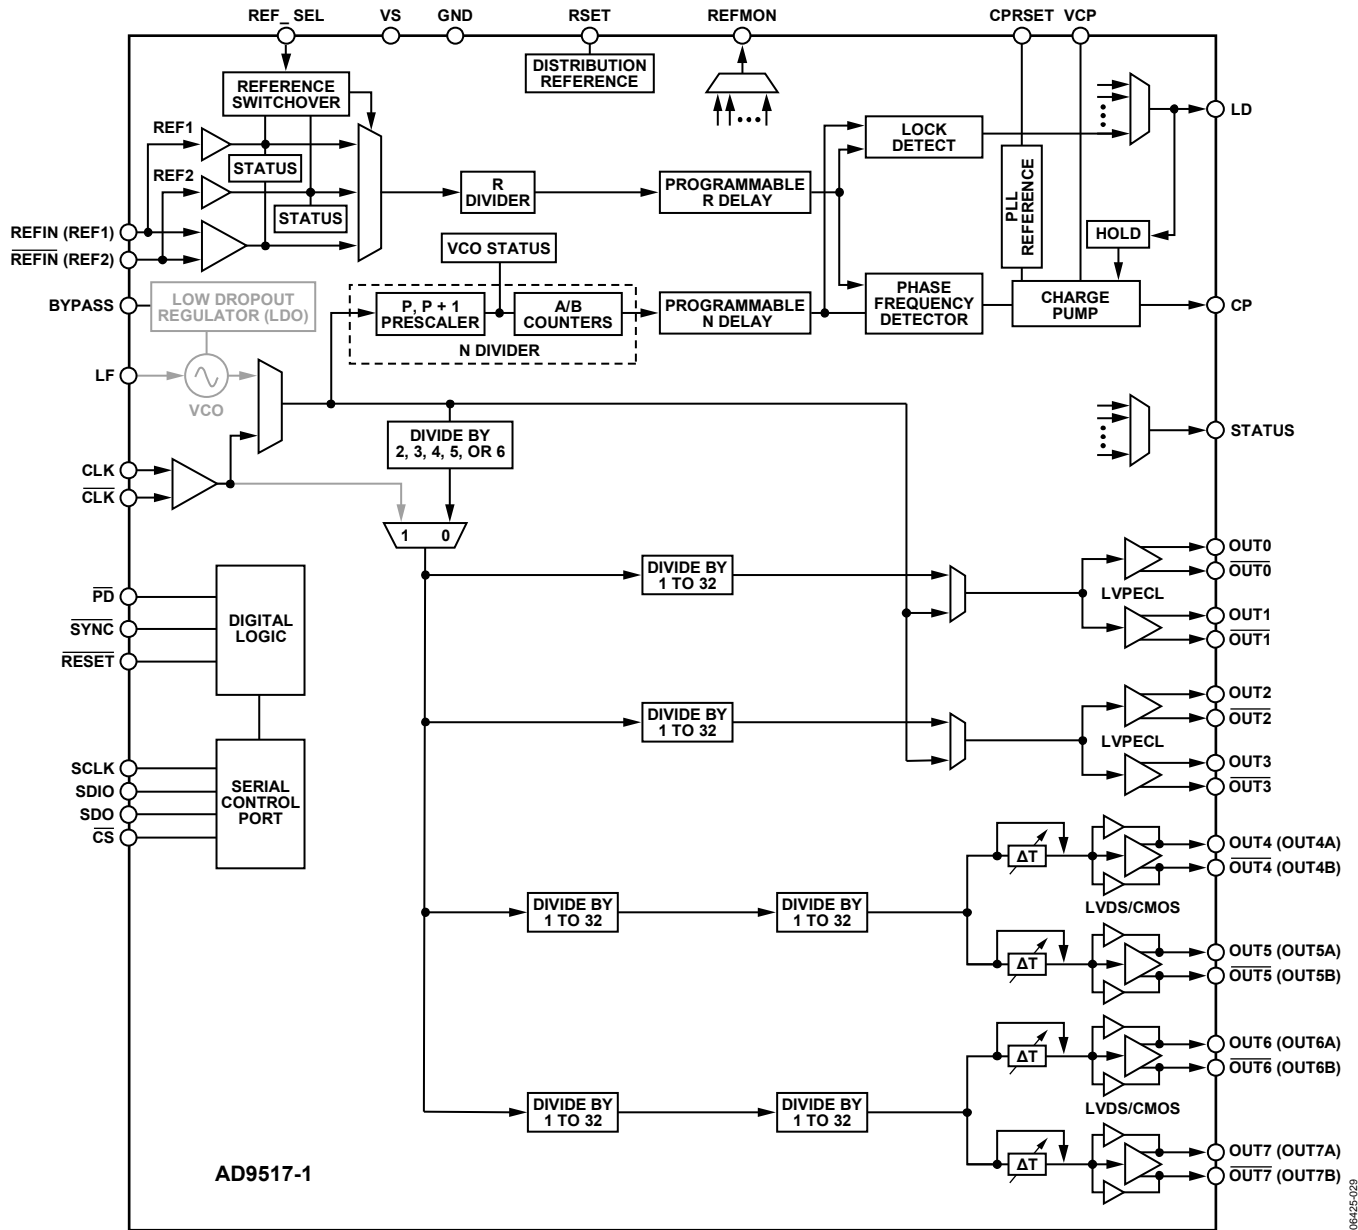 REF_ SEL
VS
GND
RSET
REFMON
CPRSET
VCP
DISTRIBUTION
REFERENCE
REFERENCE
SWITCHOVER
REF1
STATUS
REF2
STATUS
R
DIVIDER
PROGRAMMABLE
R DELAY
LOCK
DETECT
PLL
REFERENCE
HOLD
LD
REFIN (REF1)
REFIN (REF2)
VCO STATUS
BYPASS
LOW DROPOUT
REGULATOR (LDO)
P, P + 1
PRESCALER
A/B
COUNTERS
N DIVIDER
PROGRAMMABLE
N DELAY
PHASE
FREQUENCY
DETECTOR
CHARGE
PUMP
CP
LF
VCO
STATUS
DIVIDE BY
2, 3, 4, 5, OR 6
CLK
CLK
1 0
DIVIDE BY
1 TO 32
OUT0
OUT0
LVPECL
OUT1
OUT1
PD
SYNC
RESET
DIGITAL
LOGIC
DIVIDE BY
1 TO 32
OUT2
OUT2
LVPECL
OUT3
OUT3
SCLK
SDIO
SDO
CS
SERIAL
CONTROL
PORT
DIVIDE BY
1 TO 32
DIVIDE BY
1 TO 32
ΔT
OUT4 (OUT4A)
OUT4 (OUT4B)
LVDS/CMOS
ΔT
OUT5 (OUT5A)
OUT5 (OUT5B)
DIVIDE BY
1 TO 32
DIVIDE BY
1 TO 32
ΔT
OUT6 (OUT6A)
OUT6 (OUT6B)
LVDS/CMOS
ΔT
OUT7 (OUT7A)
OUT7 (OUT7B)
AD9517-1
06425-029